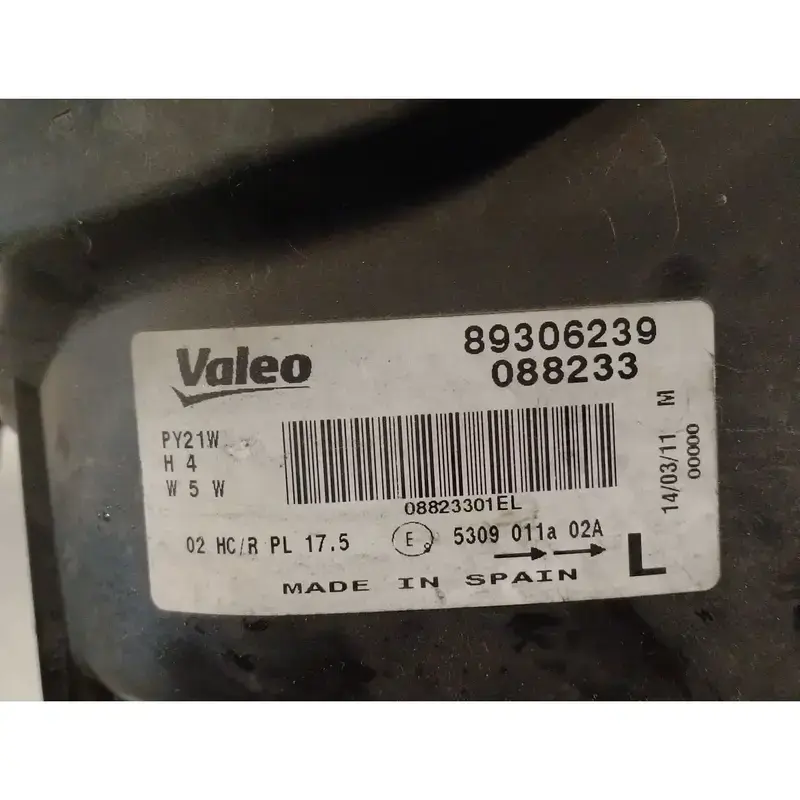 Valeo
89306239
088233
PY21W
H 4
W 5 W
08823301EL
14/03/11 M
00000
02 HC/R PL 17.5 E9 5309 011a 02A
L
MADE IN SPAIN